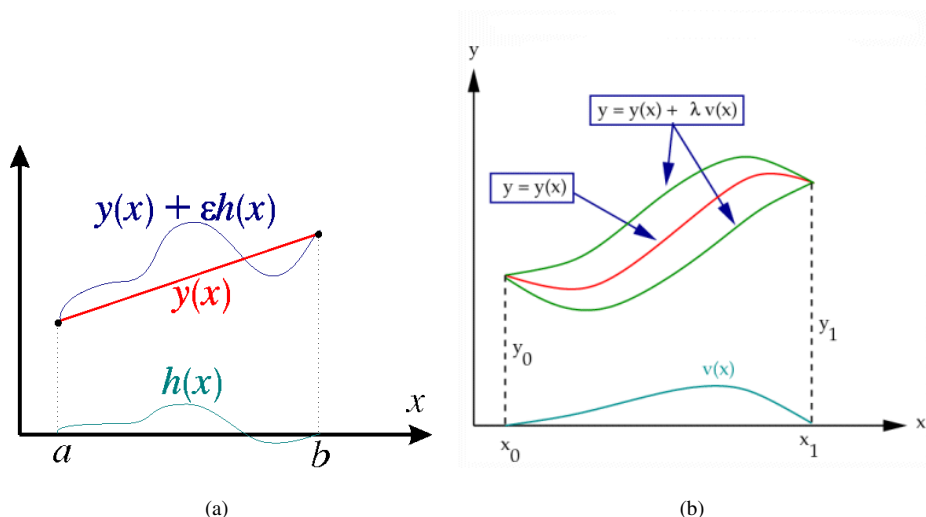 y(x) + εh(x)
y(x)
h(x)
x
a
b
(a)
y
y = y(x) + λ v(x)
y = y(x)
y₀
y₁
v(x)
x
x₀
x₁
(b)